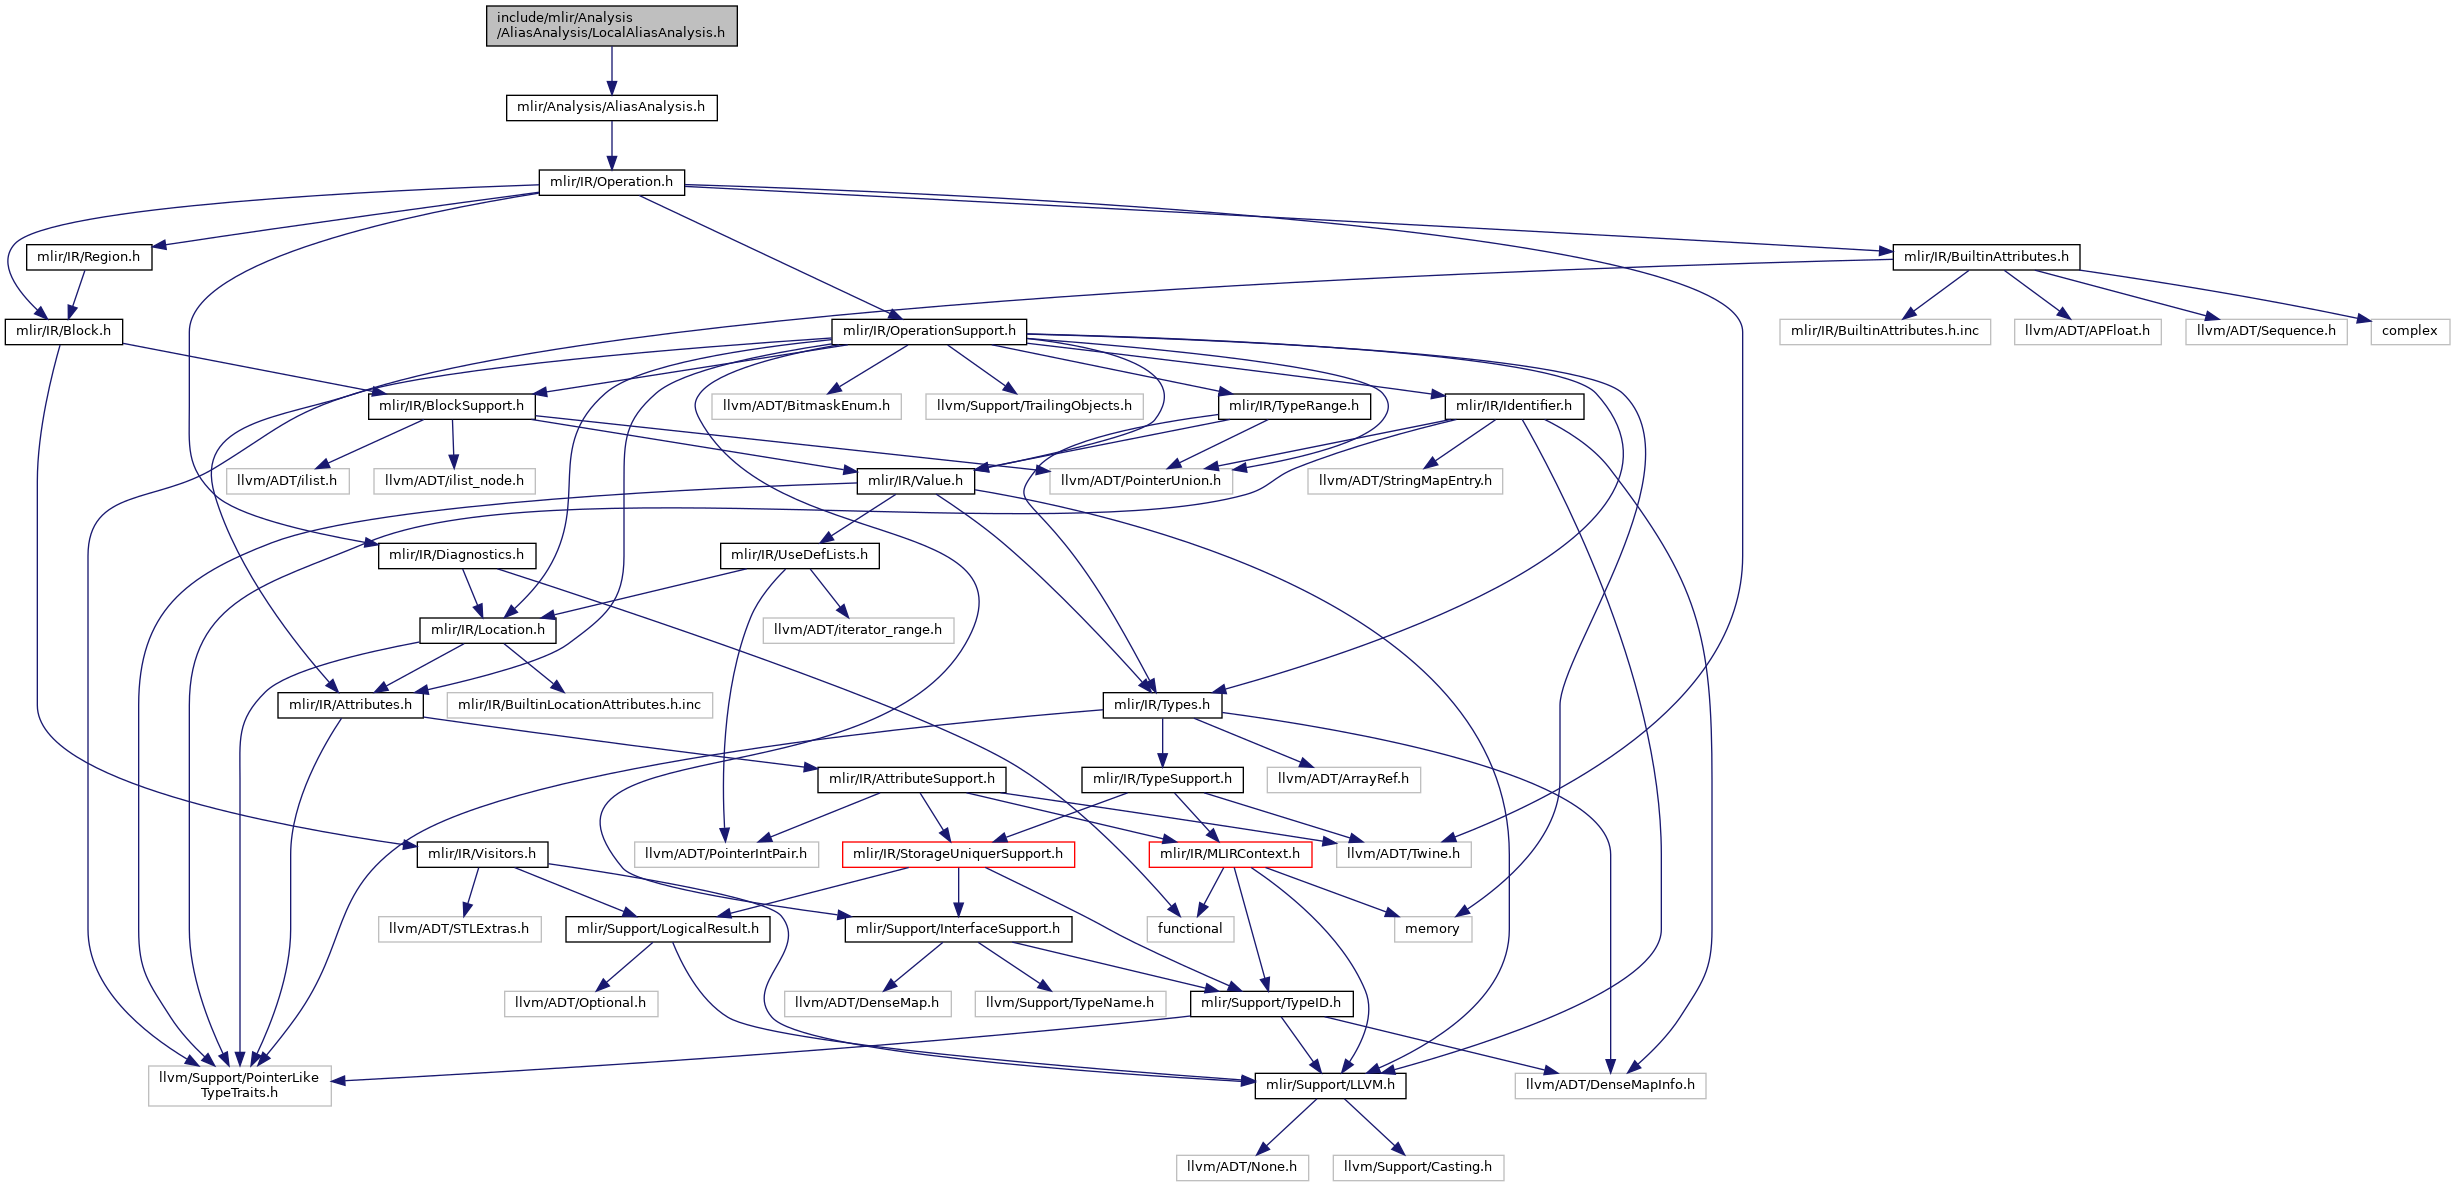 include/mlir/Analysis
/AliasAnalysis/LocalAliasAnalysis.h
mlir/Analysis/AliasAnalysis.h
mlir/IR/Operation.h
mlir/IR/Region.h
mlir/IR/BuiltinAttributes.h
mlir/IR/Block.h
mlir/IR/OperationSupport.h
mlir/IR/BuiltinAttributes.h.inc
llvm/ADT/APFloat.h
llvm/ADT/Sequence.h
complex
mlir/IR/BlockSupport.h
llvm/ADT/BitmaskEnum.h
llvm/Support/TrailingObjects.h
mlir/IR/TypeRange.h
mlir/IR/Identifier.h
llvm/ADT/ilist.h
llvm/ADT/ilist_node.h
mlir/IR/Value.h
llvm/ADT/PointerUnion.h
llvm/ADT/StringMapEntry.h
mlir/IR/Diagnostics.h
mlir/IR/UseDefLists.h
mlir/IR/Location.h
llvm/ADT/iterator_range.h
mlir/IR/Attributes.h
mlir/IR/BuiltinLocationAttributes.h.inc
mlir/IR/Types.h
mlir/IR/AttributeSupport.h
mlir/IR/TypeSupport.h
llvm/ADT/ArrayRef.h
mlir/IR/Visitors.h
llvm/ADT/PointerIntPair.h
mlir/IR/StorageUniquerSupport.h
mlir/IR/MLIRContext.h
llvm/ADT/Twine.h
llvm/ADT/STLExtras.h
mlir/Support/LogicalResult.h
mlir/Support/InterfaceSupport.h
functional
memory
llvm/ADT/Optional.h
llvm/ADT/DenseMap.h
llvm/Support/TypeName.h
mlir/Support/TypeID.h
llvm/Support/PointerLike
TypeTraits.h
mlir/Support/LLVM.h
llvm/ADT/DenseMapInfo.h
llvm/ADT/None.h
llvm/Support/Casting.h